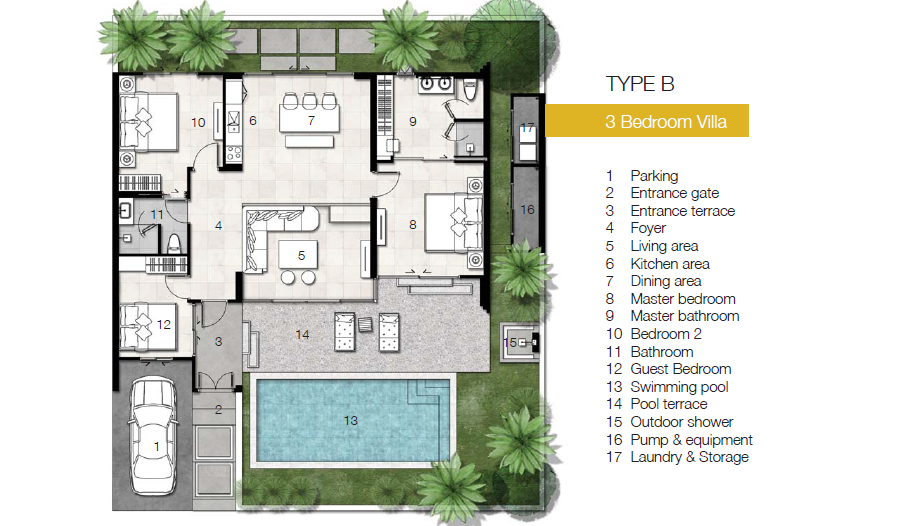 TYPE B
3 Bedroom Villa
1 Parking
2 Entrance gate
3 Entrance terrace
4 Foyer
5 Living area
6 Kitchen area
7 Dining area
8 Master bedroom
9 Master bathroom
10 Bedroom 2
11 Bathroom
12 Guest Bedroom
13 Swimming pool
14 Pool terrace
15 Outdoor shower
16 Pump & equipment
17 Laundry & Storage
10
6
7
9
17
11
4
8
16
5
12
3
14
15
2
13
1